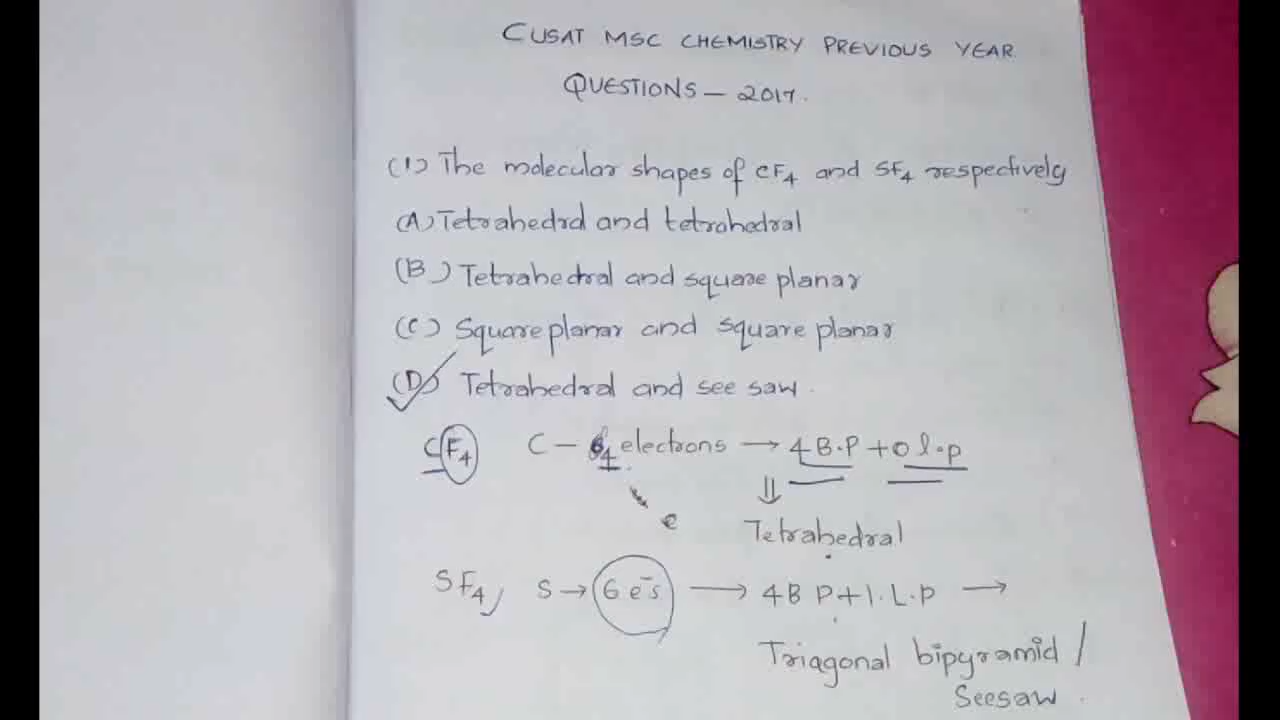 CUSAT MSC CHEMISTRY PREVIOUS YEAR
QUESTIONS – 2017.
(1) The molecular shapes of CF4 and SF4 respectively
(A) Tetrahedral and tetrahedral
(B) Tetrahedral and square planar
(C) Square planar and square planar
(D) Tetrahedral and see saw.
CF4 C – 4 electrons → 4 B.P + 0 l.p
e
⇓
Tetrahedral
SF4, S → 6 e⁻s → 4 B P + 1. L.P →
Triagonal bipyramid /
Seesaw.